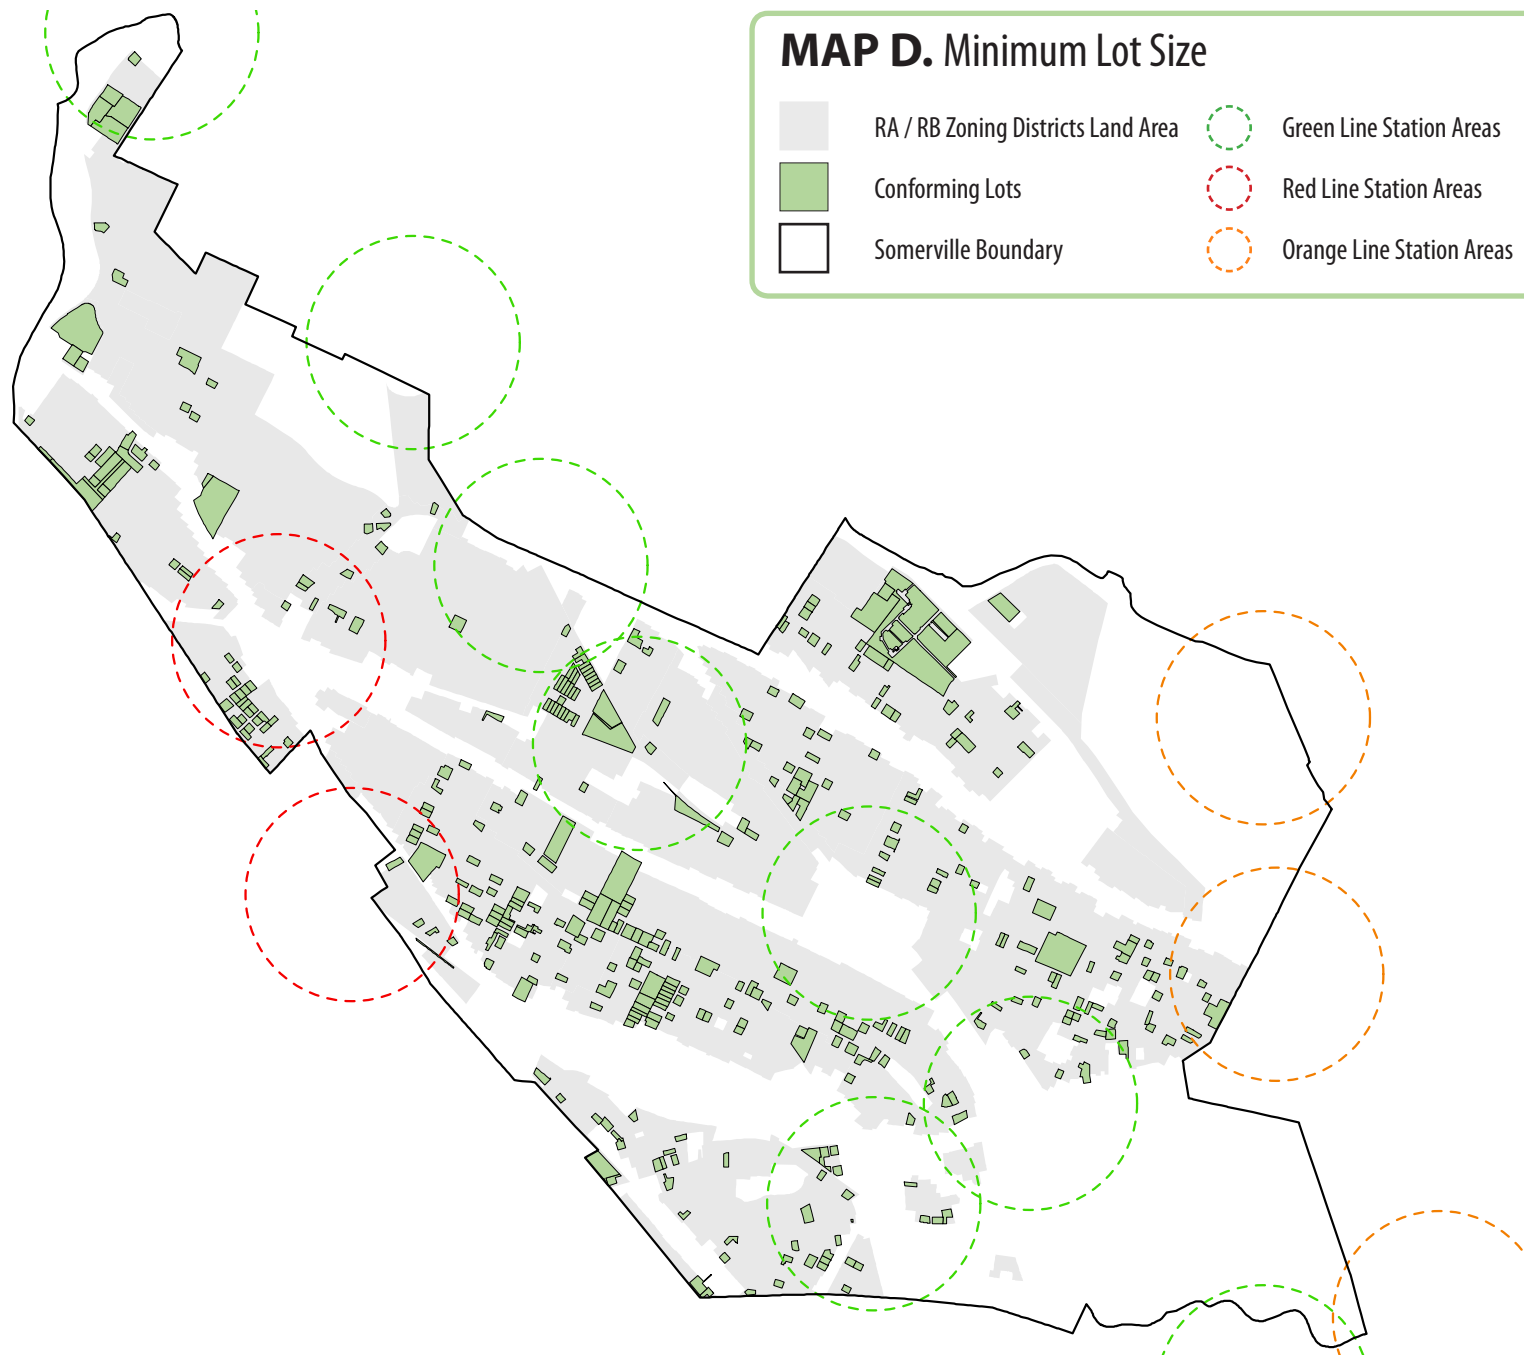 MAP D. Minimum Lot Size
RA / RB Zoning Districts Land Area
Green Line Station Areas
Conforming Lots
Red Line Station Areas
Somerville Boundary
Orange Line Station Areas